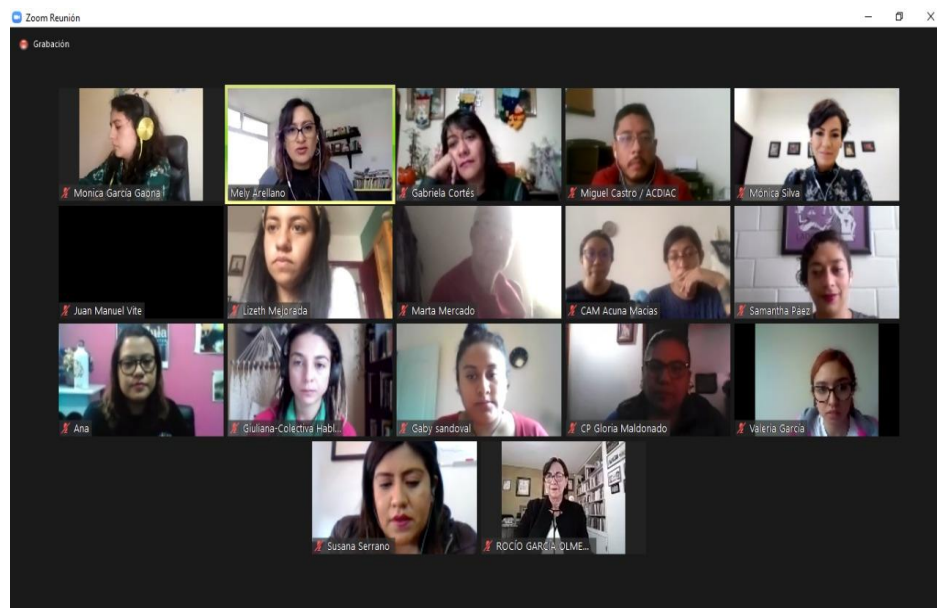 Zoom Reunión
Grabación
Monica García Gaona
Mely Arellano
Gabriela Cortés
Miguel Castro / ACDIAC
Mónica Silva
Juan Manuel Vite
Lizeth Mejorada
Marta Mercado
CAM Acuna Macias
Samantha Paez
Ana
Giuliana-Colectiva Habl...
Gaby sandoval
CP Gloria Maldonado
Valeria García
Susana Serrano
ROCÍO GARCÍA OLME...